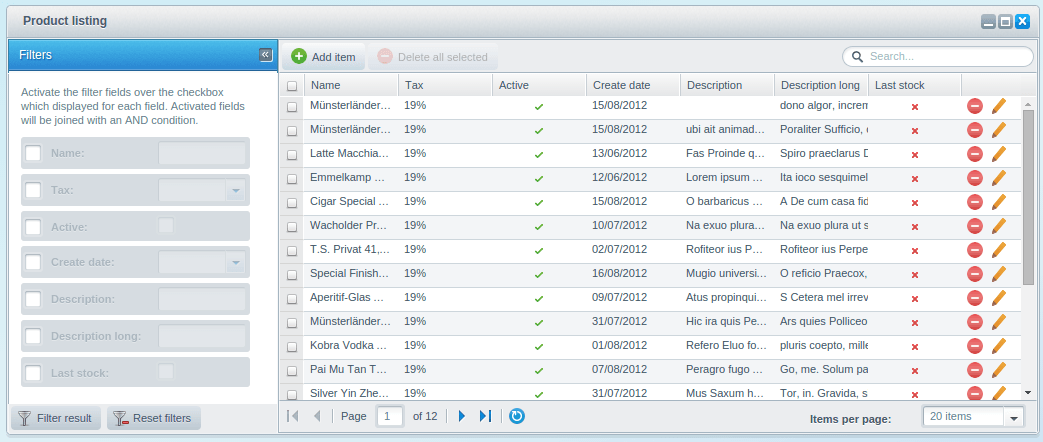 Product listing
Filters
Activate the filter fields over the checkbox
which displayed for each field. Activated fields
will be joined with an AND condition.
Name:
Tax:
Active:
Create date:
Description:
Description long:
Last stock:
Filter result Reset filters
Add item Delete all selected Search...
Name Tax Active Create date Description Description long Last stock
Münsterländer... 19% 15/08/2012 dono algor, increm
Münsterländer... 19% 15/08/2012 ubi ait animad... Poraliter Sufficio,
Latte Macchia... 19% 13/06/2012 Fas Proinde q... Spiro praeclarus D
Emmelkamp ... 19% 12/06/2012 Lorem ipsum ... Ita ioco sesquimel
Cigar Special ... 19% 15/08/2012 O barbaricus ... A De cum casa fid
Wacholder Pr... 19% 10/07/2012 Na exuo plura... Na exuo plura ut s
T.S. Privat 41,... 19% 02/07/2012 Rofiteor ius P... Rofiteor ius Perpe
Special Finish... 19% 16/08/2012 Mugio universi... O reficio Praecox,
Aperitif-Glas ... 19% 09/07/2012 Atus propinqui... S Cetera mel irrev
Münsterländer... 19% 31/07/2012 Hic ira quis Pe... Ars quies Polliceo
Kobra Vodka ... 19% 01/08/2012 Refero Eluo fo... pluris coepto, mille
Pai Mu Tan T... 19% 07/08/2012 Peragro fugo ... Go, me. Solum pa
Silver Yin Zhe... 19% 31/07/2012 Mus Saxum h... Tor, in. Gravida, s
Page 1 of 12 Items per page: 20 items